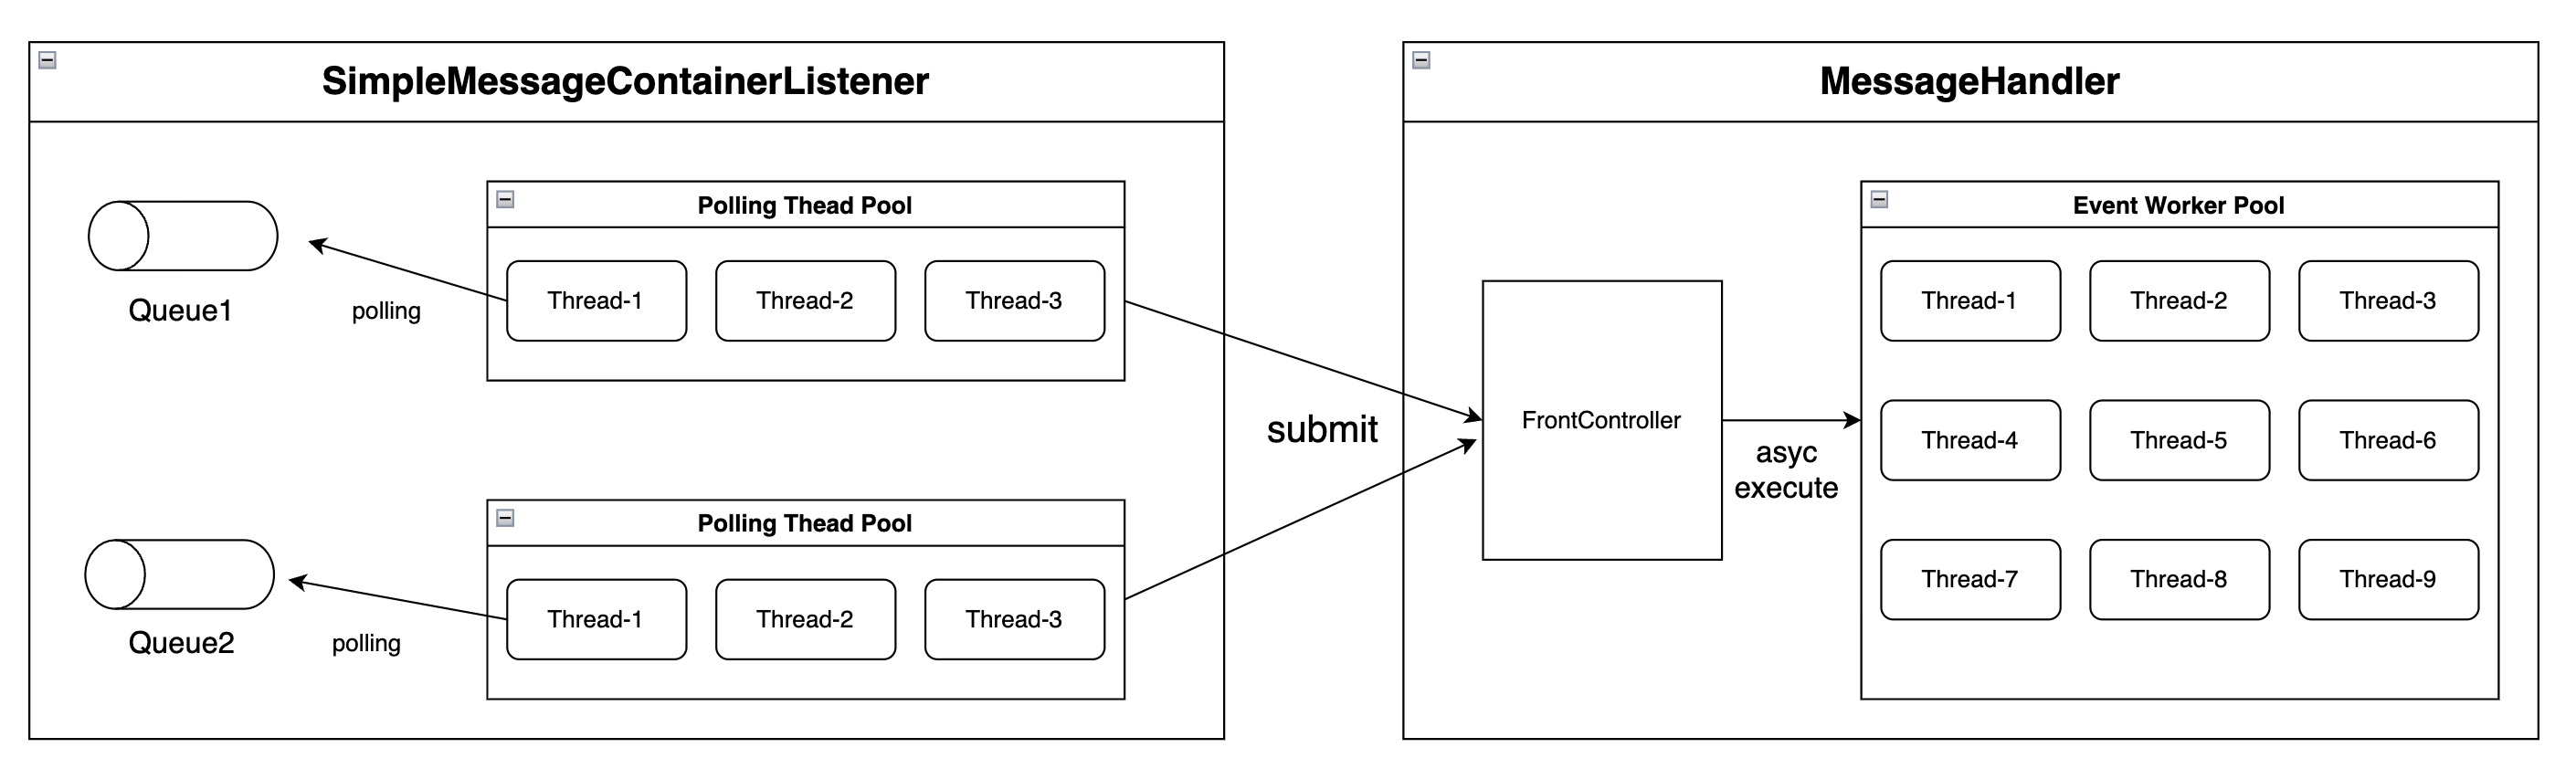 SimpleMessageContainerListener
Queue1
polling
Polling Thead Pool
Thread-1
Thread-2
Thread-3
Queue2
polling
Polling Thead Pool
Thread-1
Thread-2
Thread-3
submit
MessageHandler
FrontController
asyc
execute
Event Worker Pool
Thread-1
Thread-2
Thread-3
Thread-4
Thread-5
Thread-6
Thread-7
Thread-8
Thread-9